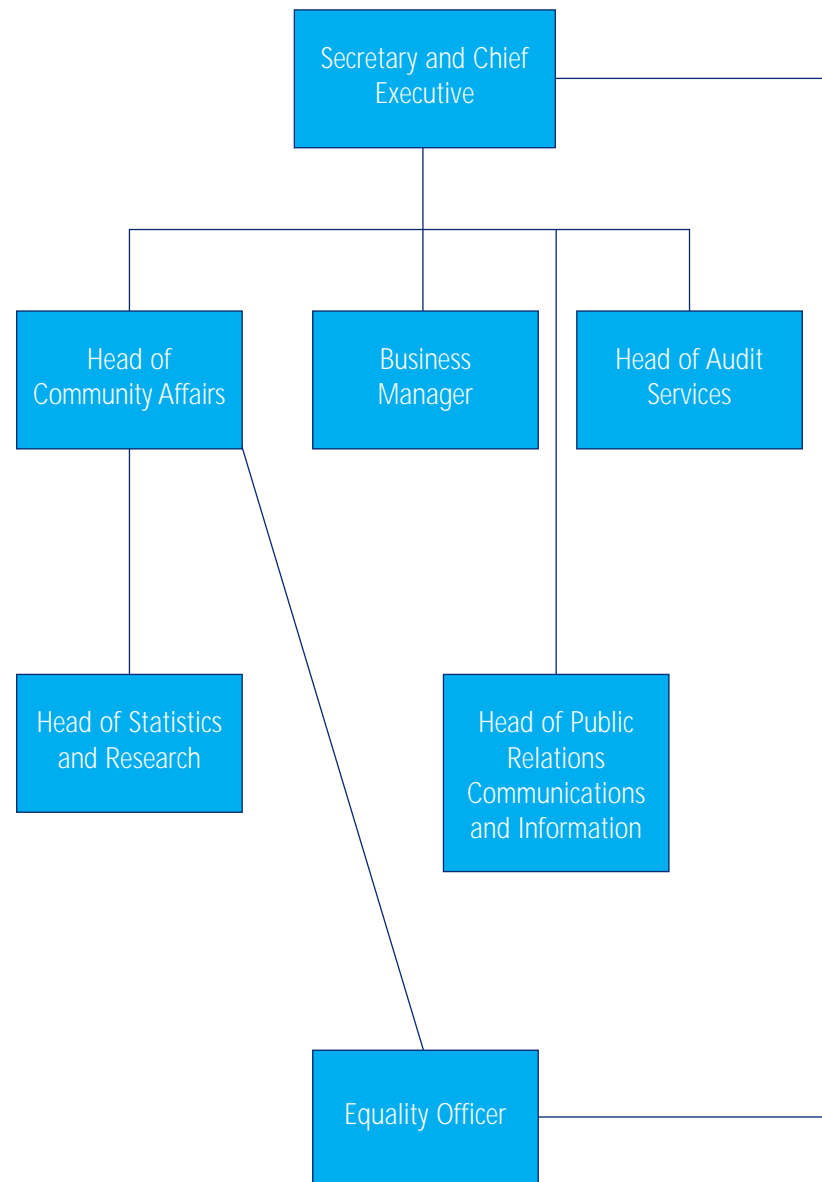 Secretary and Chief
Executive
Head of
Community Affairs
Business
Manager
Head of Audit
Services
Head of Statistics
and Research
Head of Public
Relations
Communications
and Information
Equality Officer